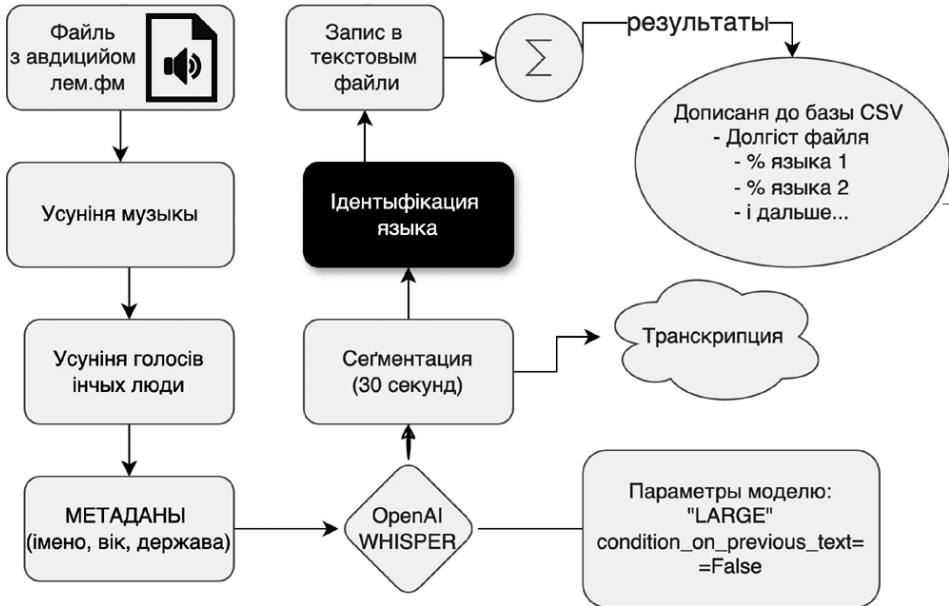 Файль
з авдицийом
лем.фм
Усуніня музыкы
Усуніня голосів
інчых люди
МЕТАДАНЫ
(імено, вік, держава)
OpenAI
WHISPER
Параметры моделю:
"LARGE"
condition_on_previous_text=
=False
Сеґментация
(30 секунд)
Транскрипция
Ідентыфікация
языка
Запис в
текстовым
файли
∑
результаты
Дописаня до базы CSV
- Долгіст файля
- % языка 1
- % языка 2
- і дальше...